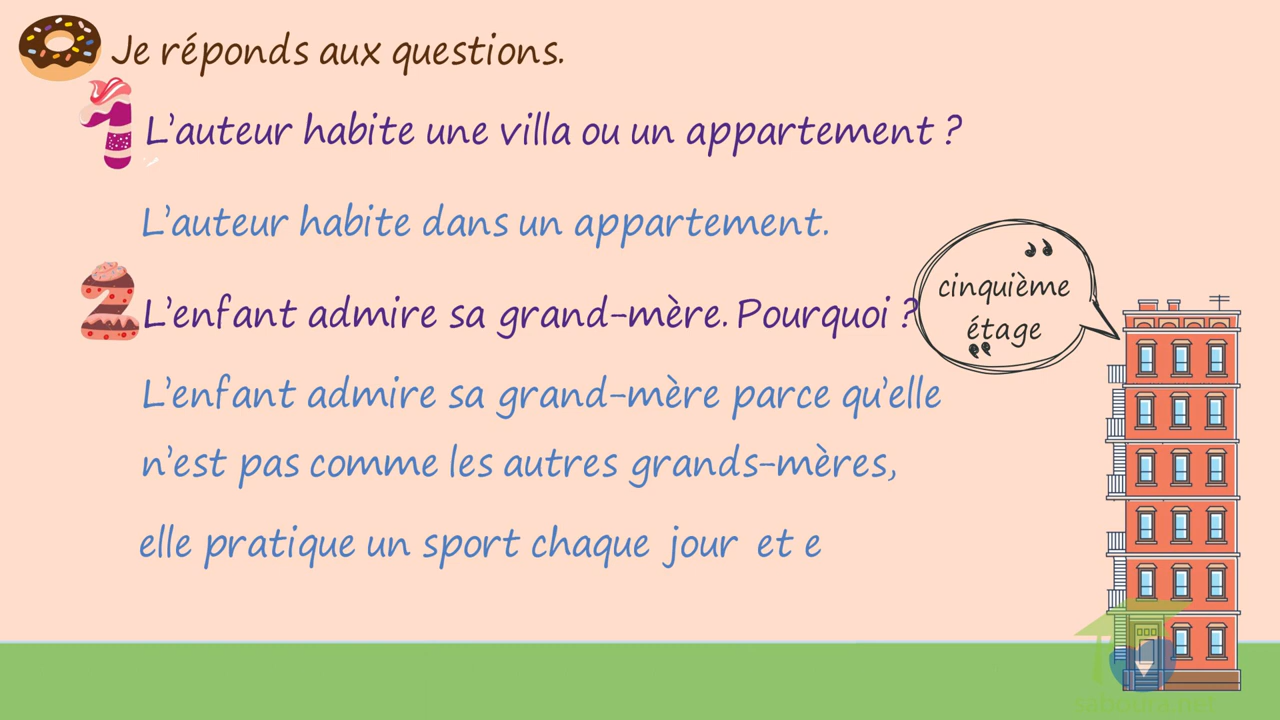 Je réponds aux questions.
1 L'auteur habite une villa ou un appartement ?
L'auteur habite dans un appartement.
2 L'enfant admire sa grand-mère. Pourquoi ?
cinquième
étage
L'enfant admire sa grand-mère parce qu'elle
n'est pas comme les autres grands-mères,
elle pratique un sport chaque jour et e
saboura.net